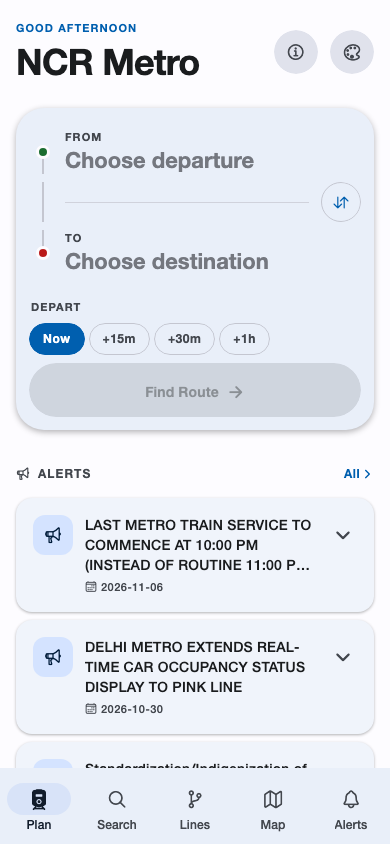 GOOD AFTERNOON
NCR Metro
FROM
Choose departure
TO
Choose destination
DEPART
Now
+15m
+30m
+1h
Find Route
ALERTS
All
LAST METRO TRAIN SERVICE TO
COMMENCE AT 10:00 PM
(INSTEAD OF ROUTINE 11:00 P…
2026-11-06
DELHI METRO EXTENDS REAL-
TIME CAR OCCUPANCY STATUS
DISPLAY TO PINK LINE
2026-10-30
Standardization/Indigenization of
Plan
Search
Lines
Map
Alerts